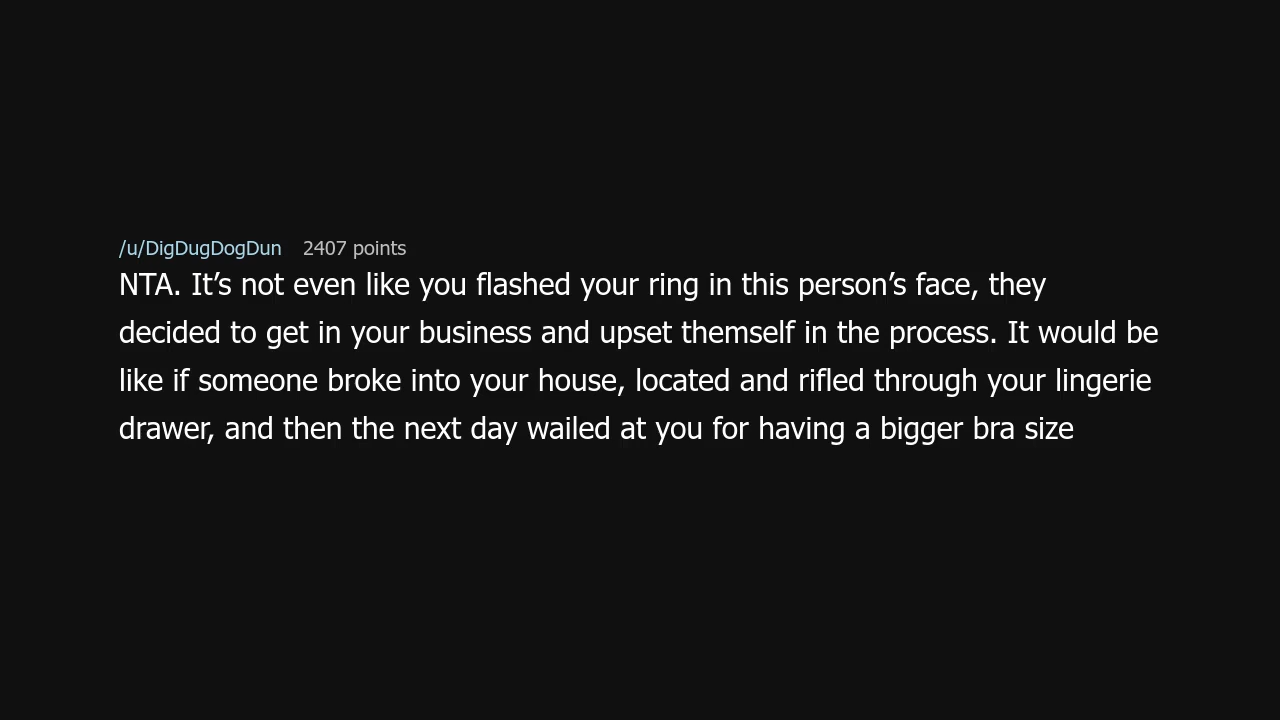 /u/DigDugDogDun 2407 points
NTA. It’s not even like you flashed your ring in this person’s face, they
decided to get in your business and upset themself in the process. It would be
like if someone broke into your house, located and rifled through your lingerie
drawer, and then the next day wailed at you for having a bigger bra size